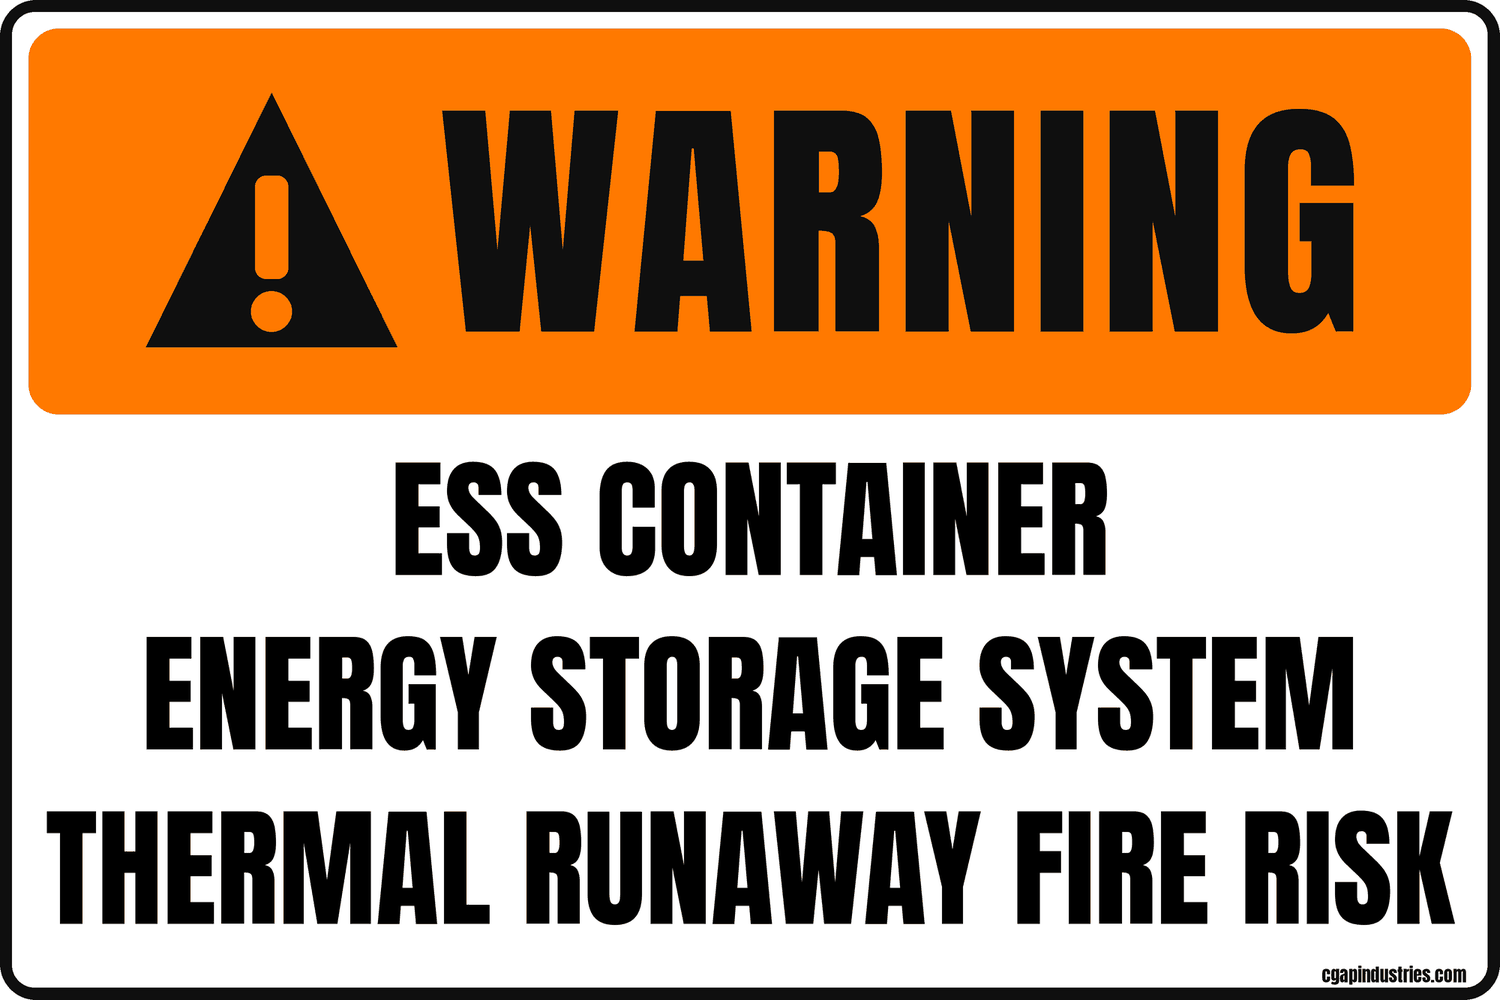 WARNING
ESS CONTAINER
ENERGY STORAGE SYSTEM
THERMAL RUNAWAY FIRE RISK
cgapindustries.com